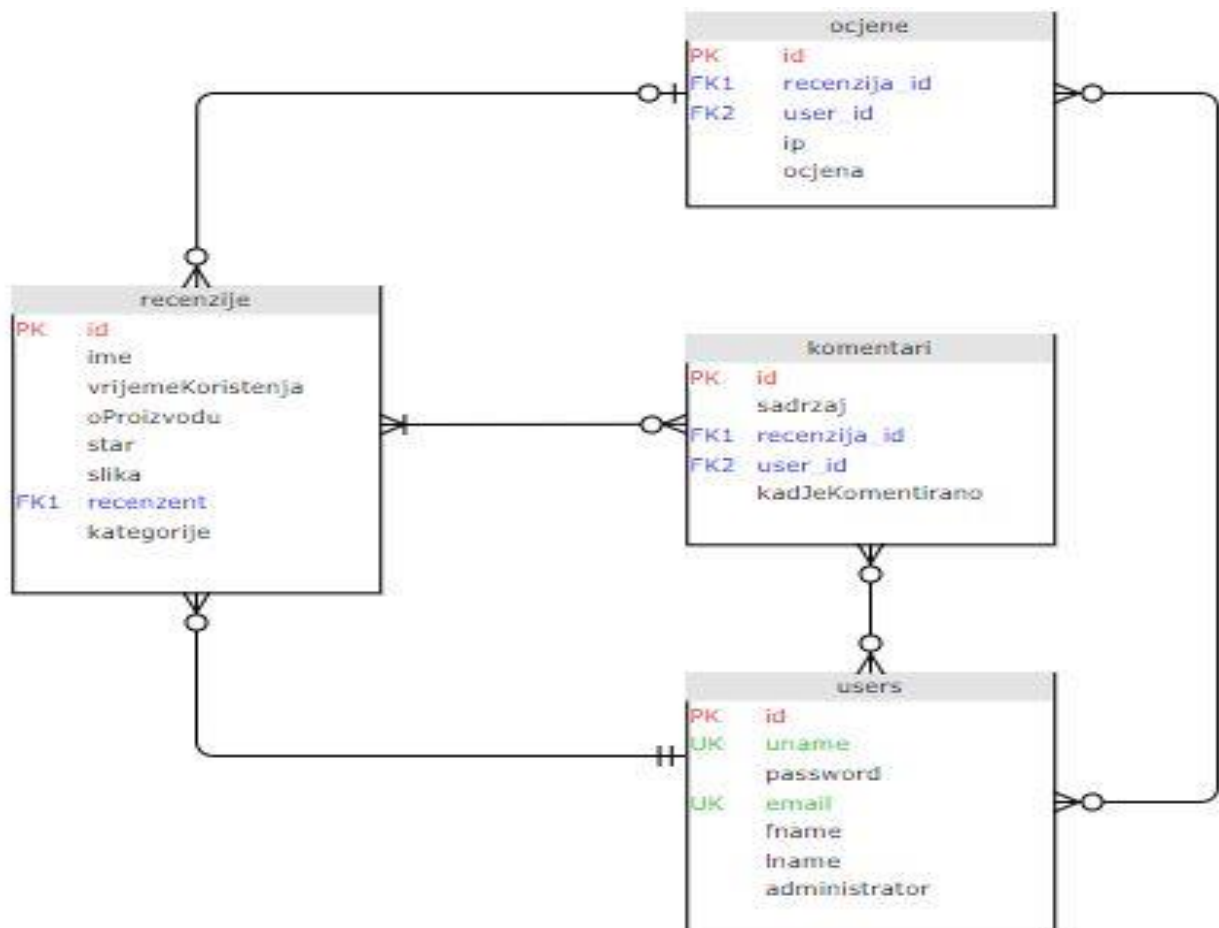 ocjene
PK id
FK1 recenzija_id
FK2 user_id
ip
ocjena
recenzije
PK id
ime
vrijemeKoristenja
oProizvodu
star
slika
FK1 recenzent
kategorije
komentari
PK id
sadrzaj
FK1 recenzija_id
FK2 user_id
kadJeKomentirano
users
PK id
UK uname
password
UK email
fname
lname
administrator